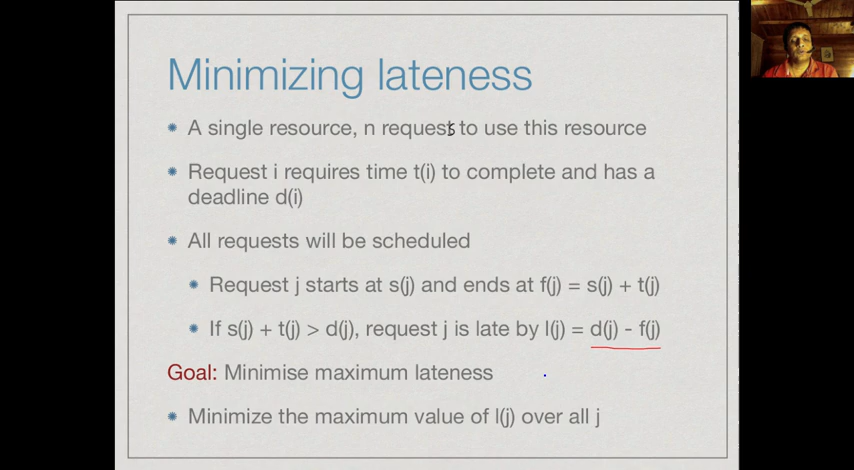 Minimizing lateness
A single resource, n requests to use this resource
Request i requires time t(i) to complete and has a
deadline d(i)
All requests will be scheduled
Request j starts at s(j) and ends at f(j) = s(j) + t(j)
If s(j) + t(j) > d(j), request j is late by l(j) = d(j) - f(j)
Goal: Minimise maximum lateness
Minimize the maximum value of l(j) over all j